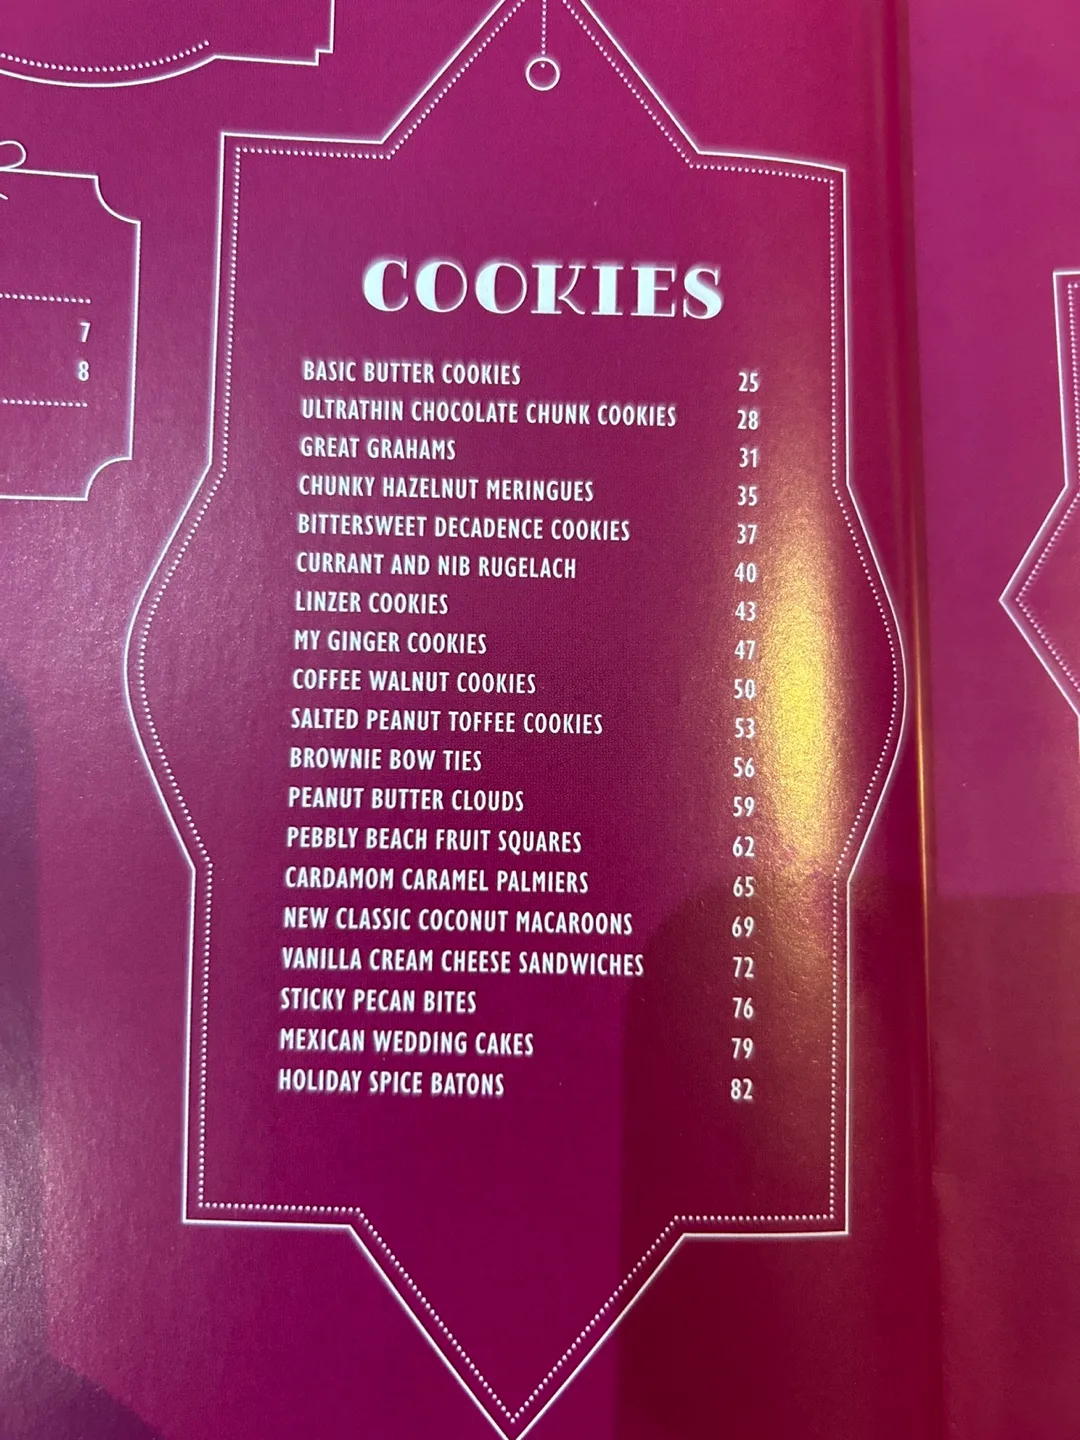 7
8
COOKIES
BASIC BUTTER COOKIES 25
ULTRATHIN CHOCOLATE CHUNK COOKIES 28
GREAT GRAHAMS 31
CHUNKY HAZELNUT MERINGUES 35
BITTERSWEET DECADENCE COOKIES 37
CURRANT AND NIB RUGELACH 40
LINZER COOKIES 43
MY GINGER COOKIES 47
COFFEE WALNUT COOKIES 50
SALTED PEANUT TOFFEE COOKIES 53
BROWNIE BOW TIES 56
PEANUT BUTTER CLOUDS 59
PEBBLY BEACH FRUIT SQUARES 62
CARDAMOM CARAMEL PALMIERS 65
NEW CLASSIC COCONUT MACAROONS 69
VANILLA CREAM CHEESE SANDWICHES 72
STICKY PECAN BITES 76
MEXICAN WEDDING CAKES 79
HOLIDAY SPICE BATONS 82